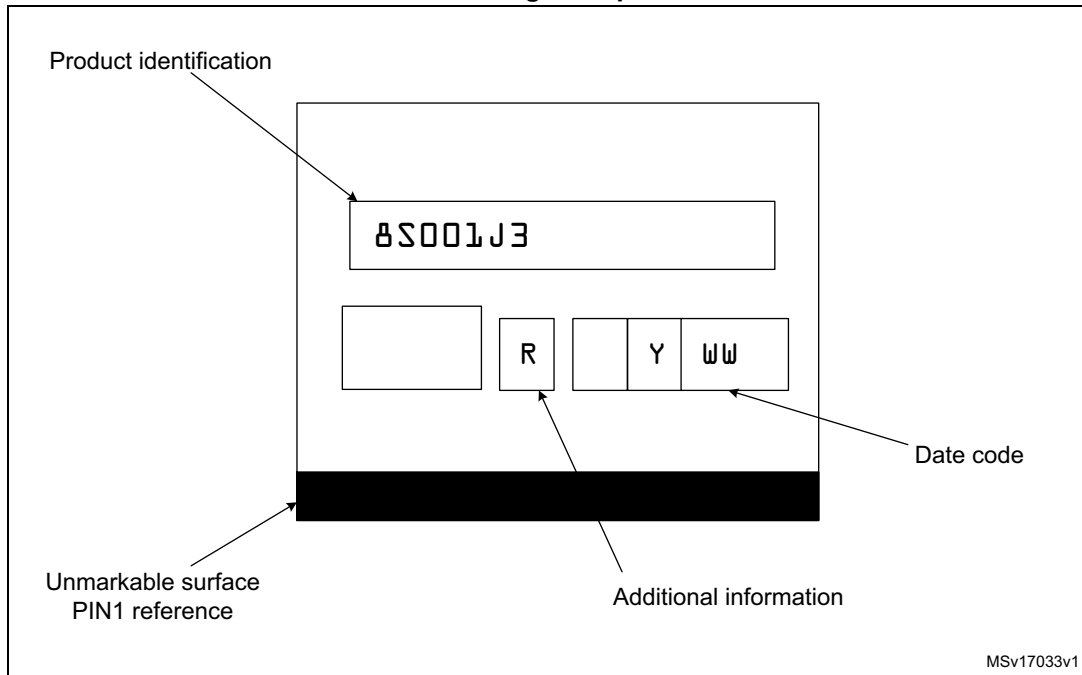 Product identification
8S001J3
R Y WW
Date code
Unmarkable surface
PIN1 reference
Additional information
MSv17033v1